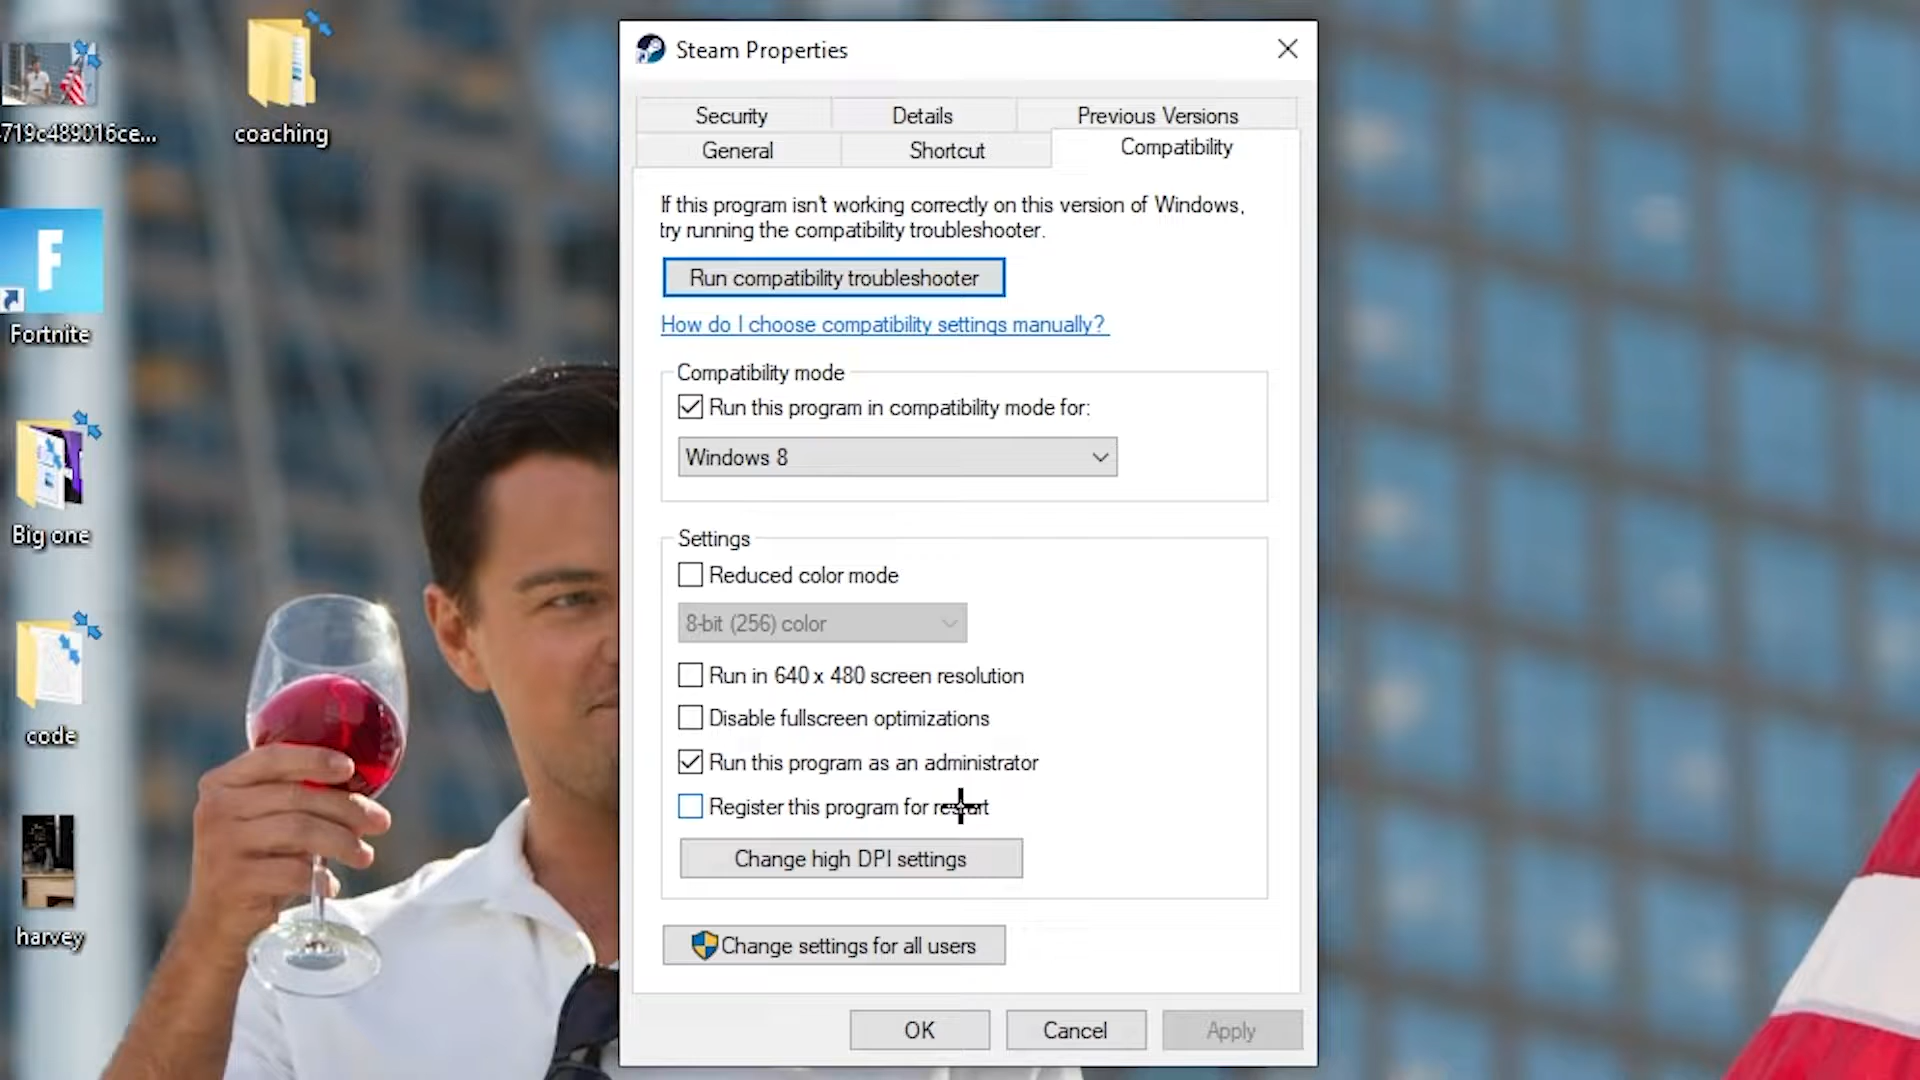 719c489016ce...
coaching
Fortnite
Big one
code
harvey
Steam Properties
Security
Details
Previous Versions
General
Shortcut
Compatibility
If this program isn't working correctly on this version of Windows,
try running the compatibility troubleshooter.
Run compatibility troubleshooter
How do I choose compatibility settings manually?
Compatibility mode
Run this program in compatibility mode for:
Windows 8
Settings
Reduced color mode
8-bit (256) color
Run in 640 x 480 screen resolution
Disable fullscreen optimizations
Run this program as an administrator
Register this program for restart
Change high DPI settings
Change settings for all users
OK
Cancel
Apply